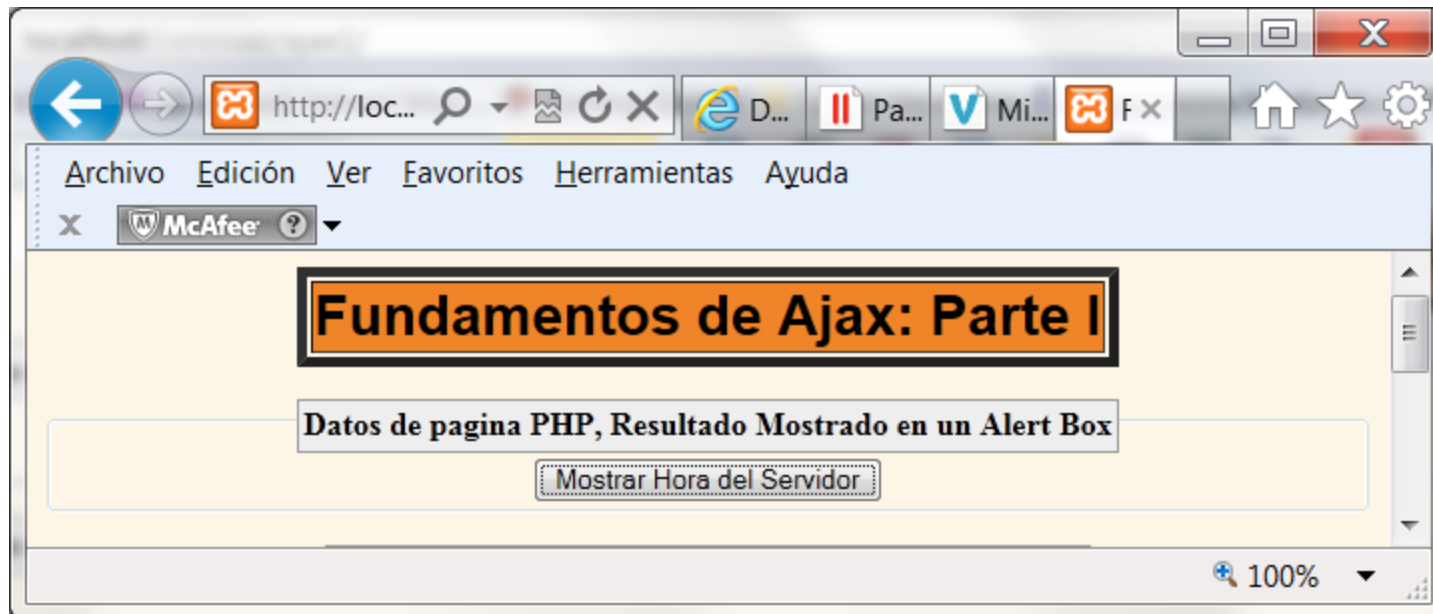 http://loc... D... Pa... Mi... F
Archivo Edición Ver Favoritos Herramientas Ayuda
X McAfee ?
Fundamentos de Ajax: Parte I
Datos de pagina PHP, Resultado Mostrado en un Alert Box
Mostrar Hora del Servidor
100%